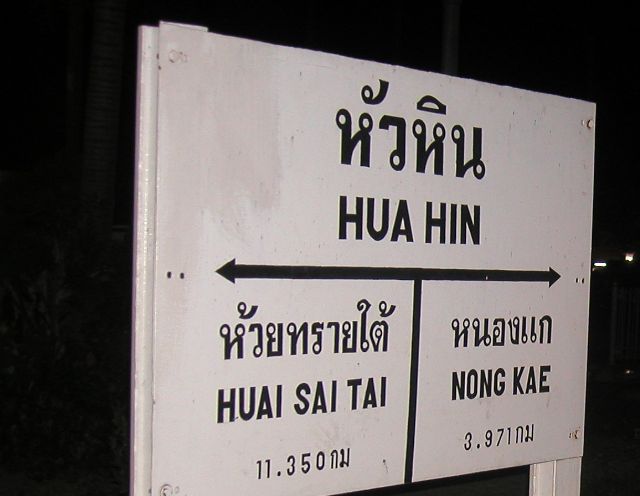 หัวหิน
HUA HIN
ห้วยทรายใต้
HUAI SAI TAI
11.350กม
หนองแก
NONG KAE
3.971กม